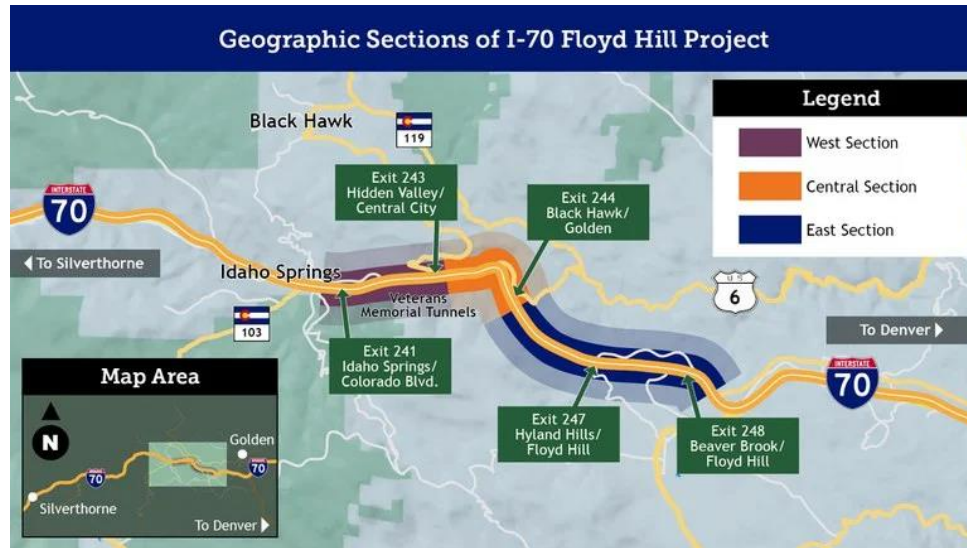 Geographic Sections of I-70 Floyd Hill Project
Legend
West Section
Central Section
East Section
Black Hawk
119
Exit 243
Hidden Valley/
Central City
Exit 244
Black Hawk/
Golden
INTERSTATE
70
To Silverthorne
Idaho Springs
Veterans
Memorial Tunnels
103
US
6
To Denver
Exit 241
Idaho Springs/
Colorado Blvd.
INTERSTATE
70
Exit 247
Hyland Hills/
Floyd Hill
Exit 248
Beaver Brook/
Floyd Hill
Map Area
N
Golden
70
70
Silverthorne
To Denver